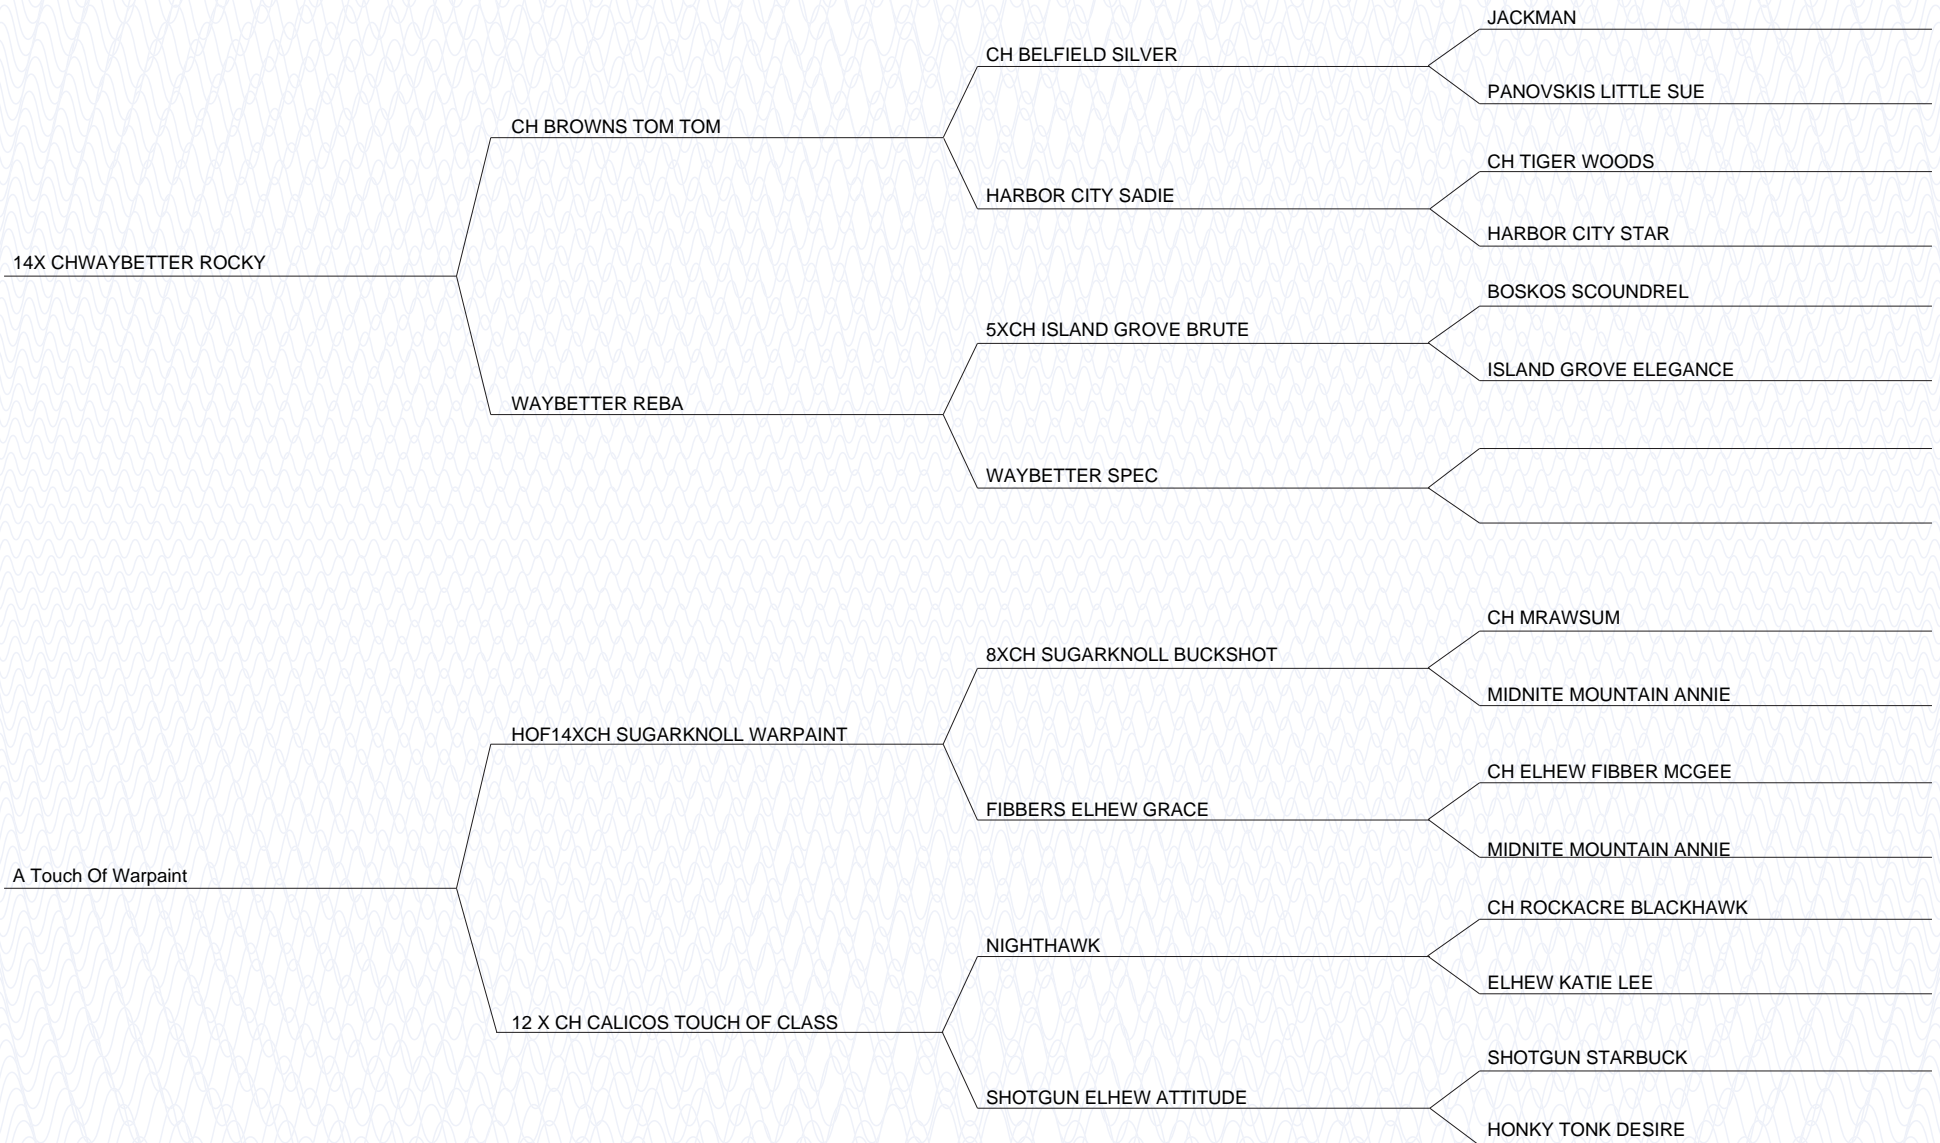 JACKMAN
CH BELFIELD SILVER
PANOVSKIS LITTLE SUE
CH BROWNS TOM TOM
CH TIGER WOODS
HARBOR CITY SADIE
HARBOR CITY STAR
14X CHWAYBETTER ROCKY
BOSKOS SCOUNDREL
5XCH ISLAND GROVE BRUTE
ISLAND GROVE ELEGANCE
WAYBETTER REBA
WAYBETTER SPEC
CH MRAWSUM
8XCH SUGARKNOLL BUCKSHOT
MIDNITE MOUNTAIN ANNIE
HOF14XCH SUGARKNOLL WARPAINT
CH ELHEW FIBBER MCGEE
FIBBERS ELHEW GRACE
MIDNITE MOUNTAIN ANNIE
A Touch Of Warpaint
CH ROCKACRE BLACKHAWK
NIGHTHAWK
ELHEW KATIE LEE
12 X CH CALICOS TOUCH OF CLASS
SHOTGUN STARBUCK
SHOTGUN ELHEW ATTITUDE
HONKY TONK DESIRE